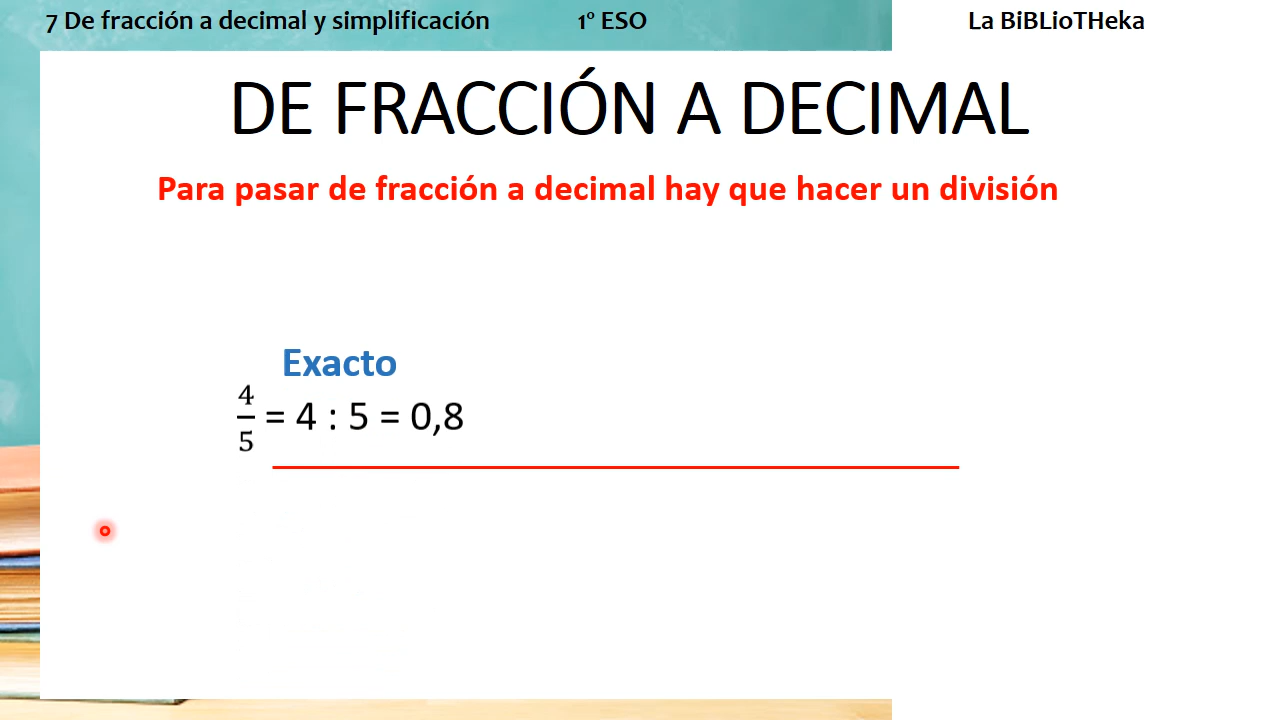 7 De fracción a decimal y simplificación 1º ESO La BiBLioTHeka
DE FRACCIÓN A DECIMAL
Para pasar de fracción a decimal hay que hacer un división
Exacto
4/5 = 4 : 5 = 0,8